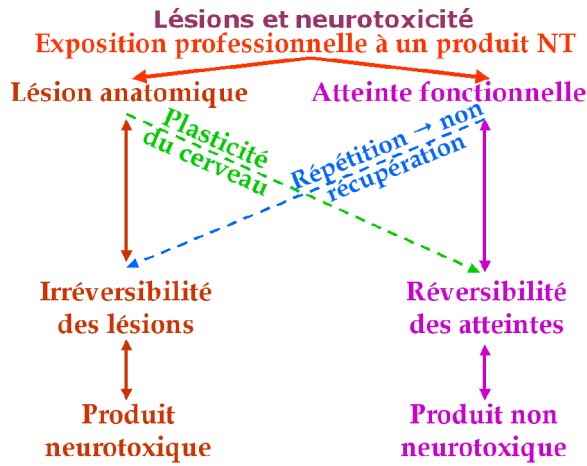 Lésions et neurotoxicité
Exposition professionnelle à un produit NT
Lésion anatomique
Atteinte fonctionnelle
Plasticité
du cerveau
Répétition → non
récupération
Irréversibilité
des lésions
Réversibilité
des atteintes
Produit
neurotoxique
Produit non
neurotoxique